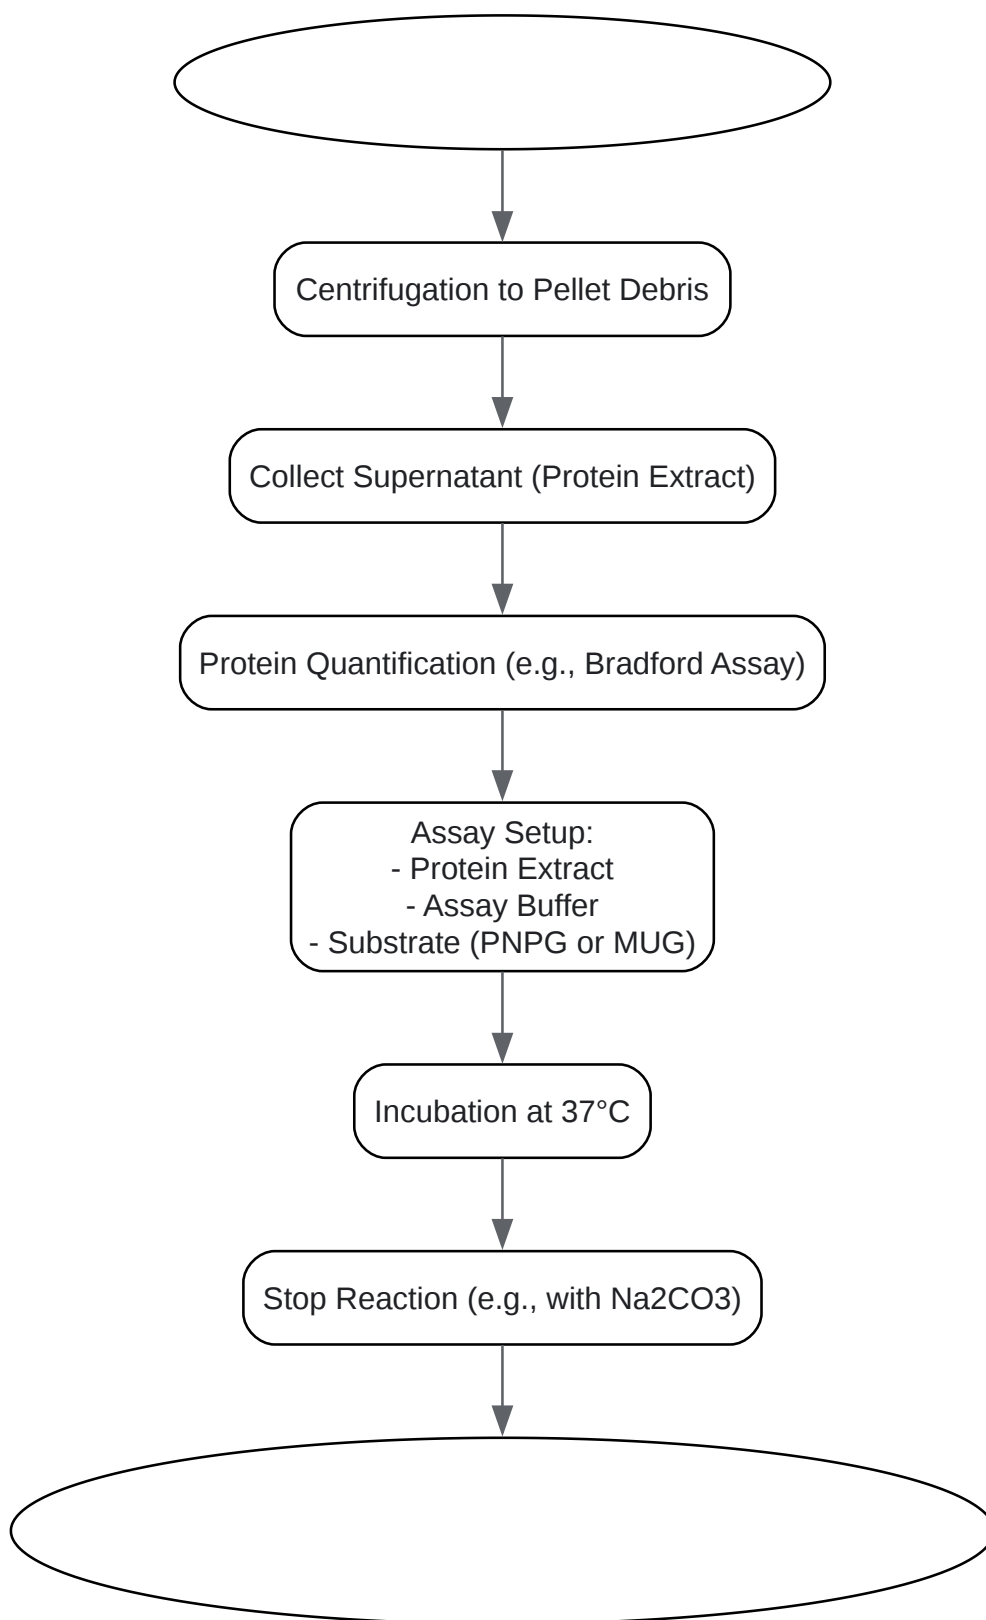 Centrifugation to Pellet Debris
Collect Supernatant (Protein Extract)
Protein Quantification (e.g., Bradford Assay)
Assay Setup:
- Protein Extract
- Assay Buffer
- Substrate (PNPG or MUG)
Incubation at 37°C
Stop Reaction (e.g., with Na2CO3)